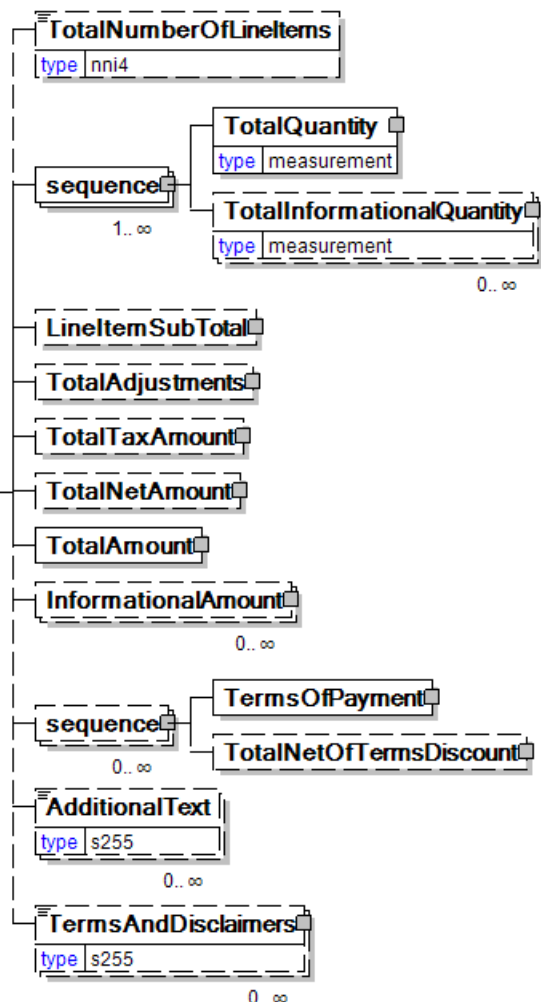 TotalNumberOfLineItems
type nni4
TotalQuantity
type measurement
sequence
1.. ∞
TotalInformationalQuantity
type measurement
0.. ∞
LineItemSubTotal
TotalAdjustments
TotalTaxAmount
TotalNetAmount
TotalAmount
InformationalAmount
0.. ∞
TermsOfPayment
sequence
0.. ∞
TotalNetOfTermsDiscount
AdditionalText
type s255
0.. ∞
TermsAndDisclaimers
type s255
0.. ∞